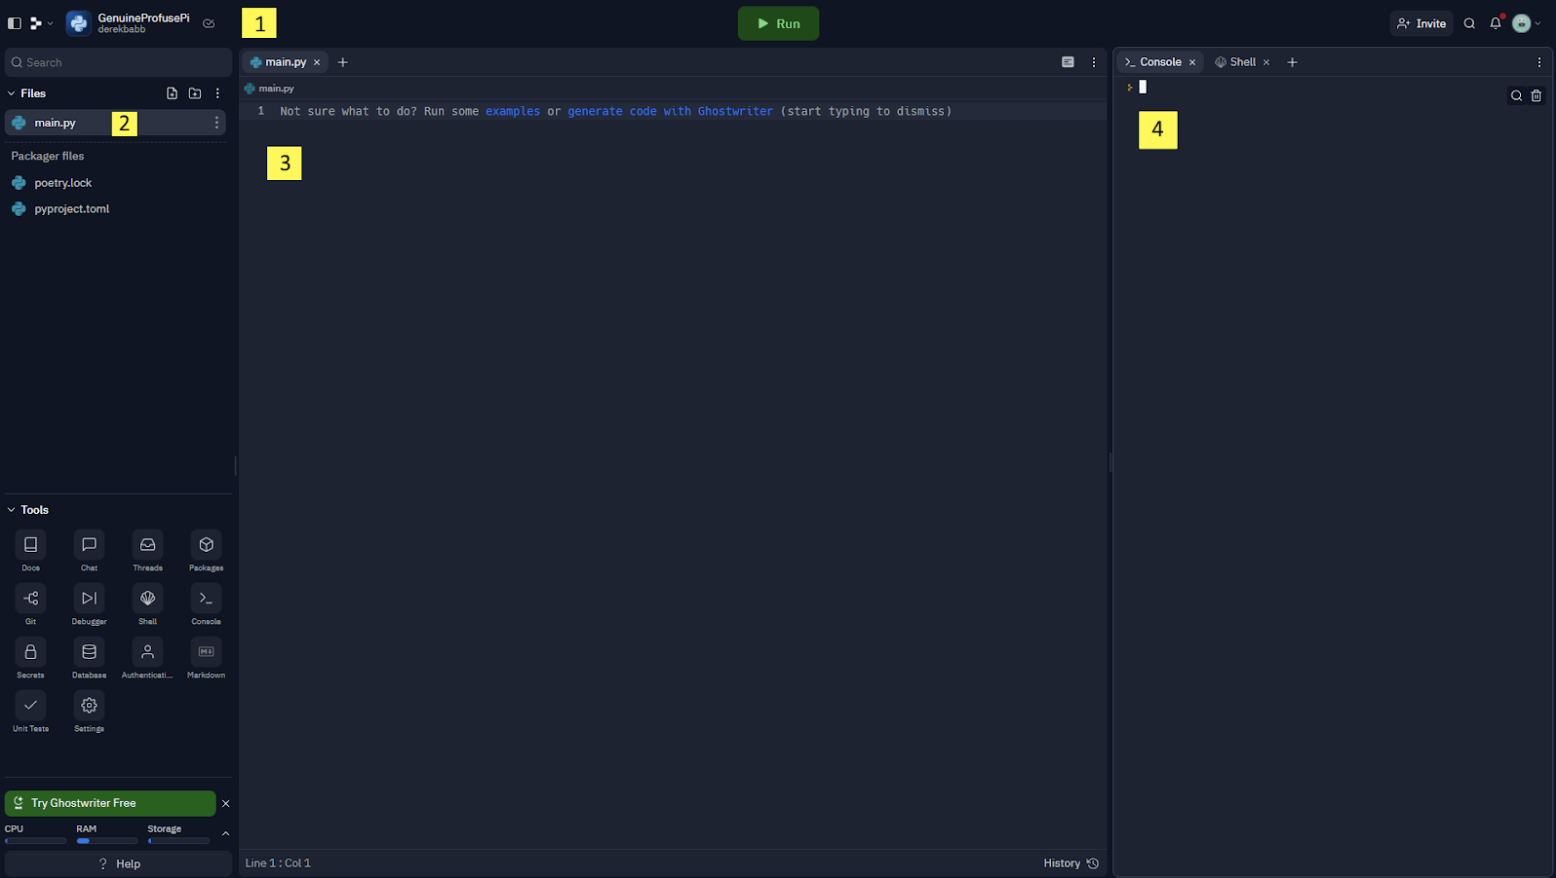 GenuineProfusePi
derekbabb
1
Run
Invite
Search
Files
main.py
2
Packager files
poetry.lock
pyproject.toml
Tools
Docs
Chat
Threads
Packages
Git
Debugger
Shell
Console
Secrets
Database
Authenticati...
Markdown
Unit Tests
Settings
Try Ghostwriter Free
CPU
RAM
Storage
? Help
main.py
main.py
1 Not sure what to do? Run some examples or generate code with Ghostwriter (start typing to dismiss)
3
Line 1 : Col 1
History
Console
Shell
4